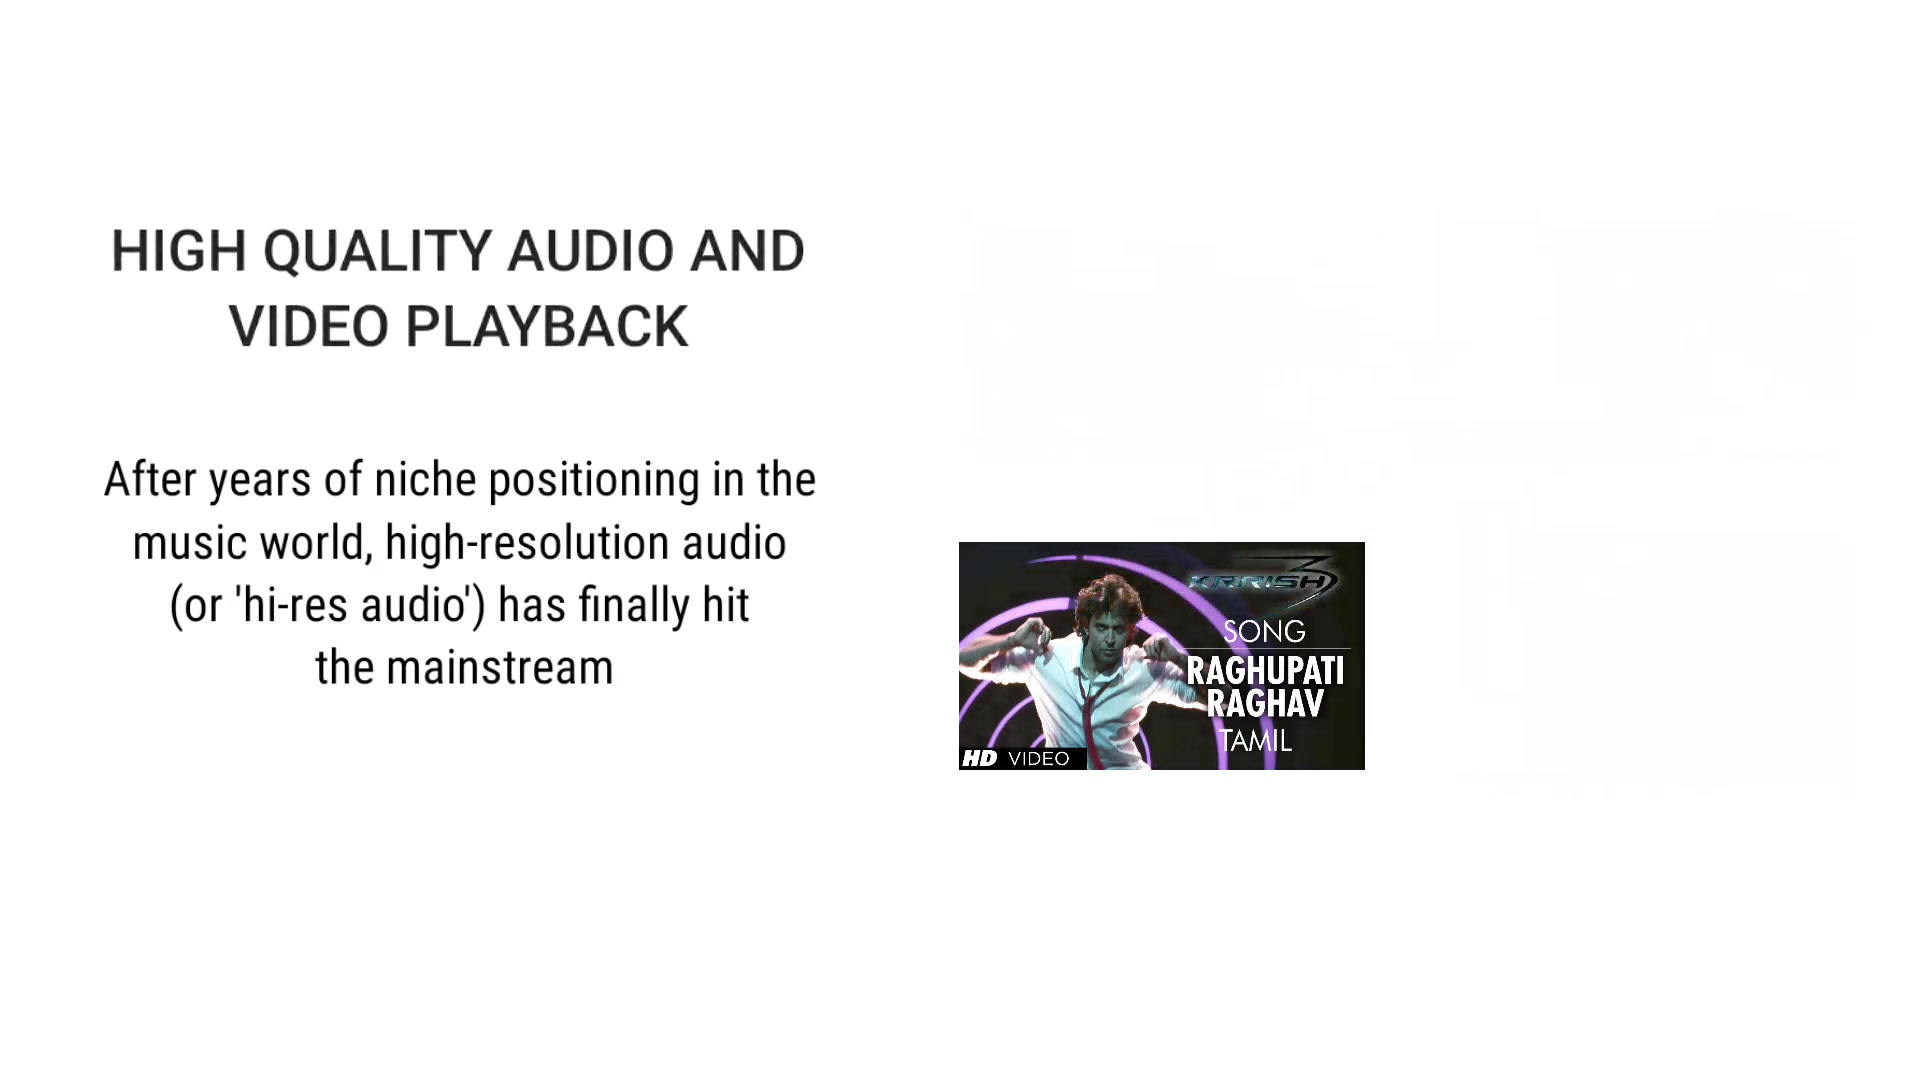 HIGH QUALITY AUDIO AND
VIDEO PLAYBACK
After years of niche positioning in the
music world, high-resolution audio
(or 'hi-res audio') has finally hit
the mainstream
KRRISH 3
SONG
RAGHUPATI
RAGHAV
TAMIL
HD VIDEO